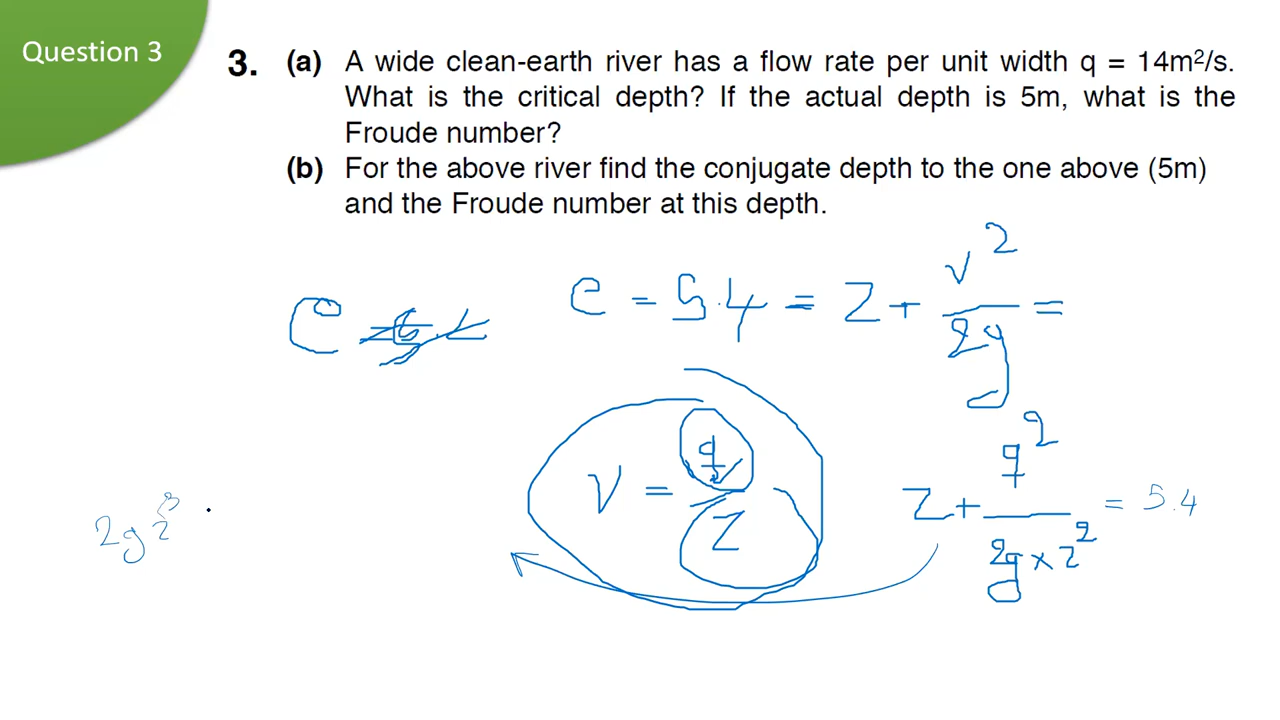 Question 3
3. (a) A wide clean-earth river has a flow rate per unit width q = 14m²/s.
What is the critical depth? If the actual depth is 5m, what is the
Froude number?
(b) For the above river find the conjugate depth to the one above (5m)
and the Froude number at this depth.
e = 5.4 = z + v²/2g =
e
v = q/z
z + q²/2g × z² = 5.4
2g z³